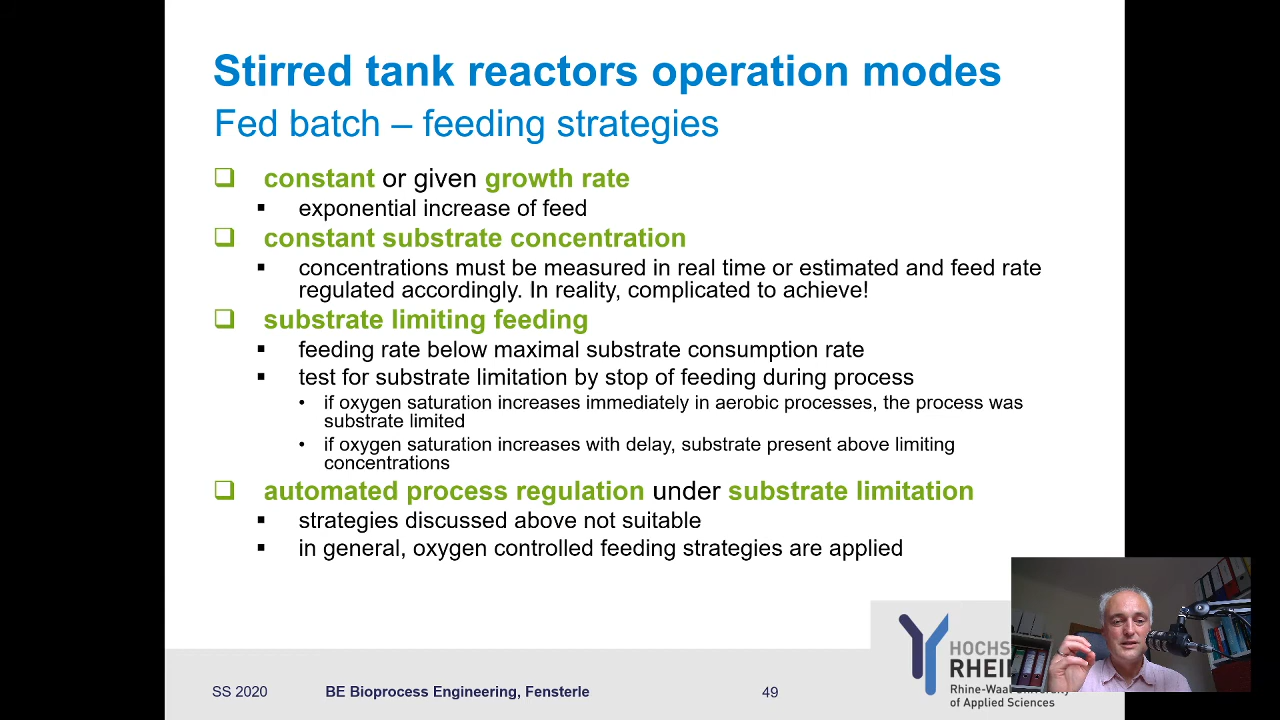 Stirred tank reactors operation modes
Fed batch – feeding strategies
❑ constant or given growth rate
▪ exponential increase of feed
❑ constant substrate concentration
▪ concentrations must be measured in real time or estimated and feed rate
regulated accordingly. In reality, complicated to achieve!
❑ substrate limiting feeding
▪ feeding rate below maximal substrate consumption rate
▪ test for substrate limitation by stop of feeding during process
• if oxygen saturation increases immediately in aerobic processes, the process was
substrate limited
• if oxygen saturation increases with delay, substrate present above limiting
concentrations
❑ automated process regulation under substrate limitation
▪ strategies discussed above not suitable
▪ in general, oxygen controlled feeding strategies are applied
HOCHS
RHEI
Rhine-Waal University
of Applied Sciences
SS 2020 BE Bioprocess Engineering, Fensterle 49